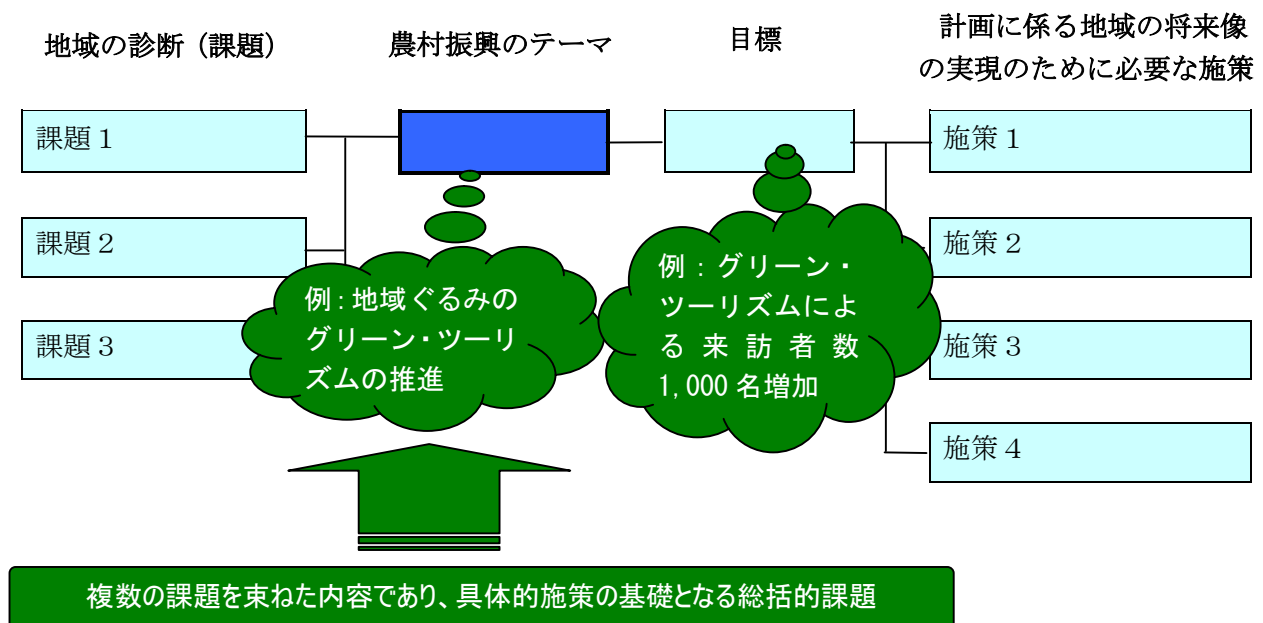 地域の診断（課題）
農村振興のテーマ
目標
計画に係る地域の将来像
の実現のために必要な施策
課題１
施策１
課題２
施策２
課題３
施策３
施策４
例：地域ぐるみの
グリーン・ツーリ
ズムの推進
例：グリーン・
ツーリズムによ
る来訪者数
1,000 名増加
複数の課題を束ねた内容であり、具体的施策の基礎となる総括的課題